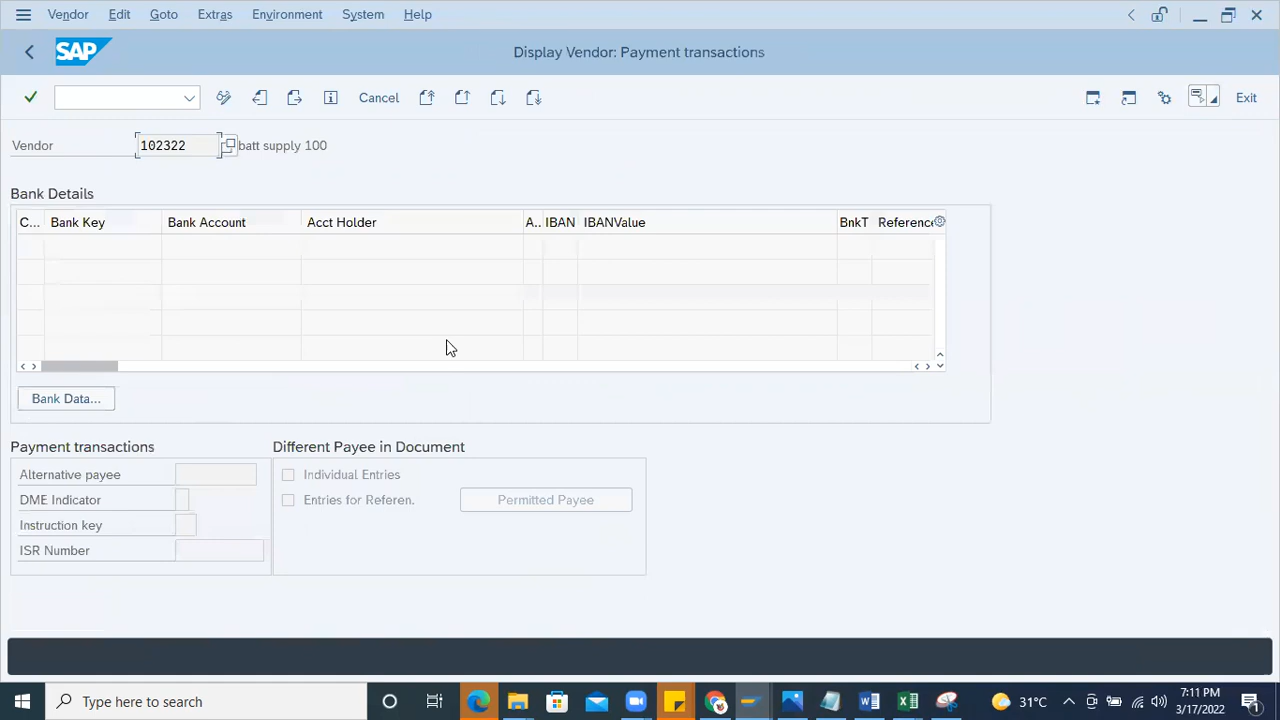 Vendor Edit Goto Extras Environment System Help
SAP Display Vendor: Payment transactions
Cancel Exit
Vendor 102322 batt supply 100
Bank Details
C... Bank Key Bank Account Acct Holder A.. IBAN IBANValue BnkT Reference
Bank Data...
Payment transactions Different Payee in Document
Alternative payee Individual Entries
DME Indicator Entries for Referen. Permitted Payee
Instruction key
ISR Number
Type here to search 31°C 7:11 PM
3/17/2022 1